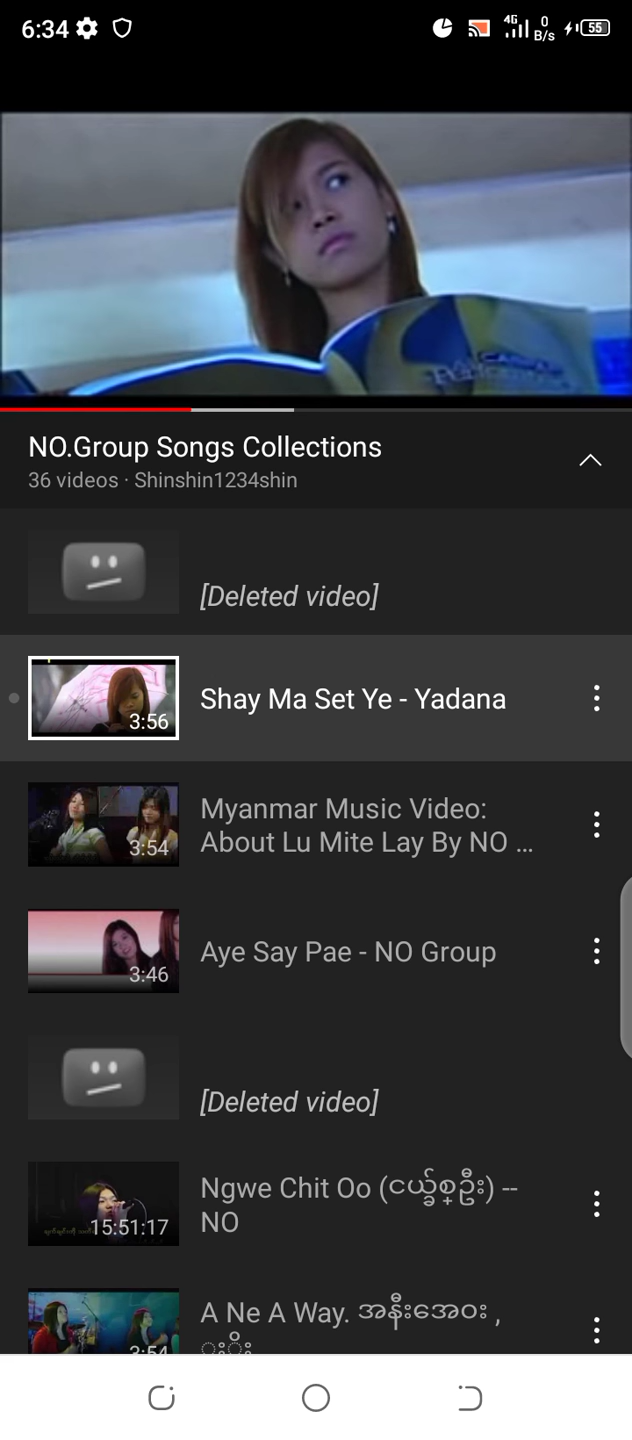 6:34
4G
0
B/s
55
NO.Group Songs Collections
36 videos · Shinshin1234shin
[Deleted video]
3:56
Shay Ma Set Ye - Yadana
3:54
Myanmar Music Video:
About Lu Mite Lay By NO ...
3:46
Aye Say Pae - NO Group
[Deleted video]
15:51:17
Ngwe Chit Oo (ငယ်ချစ်ဦး) --
NO
3:54
A Ne A Way. အနီးအေဝး ,